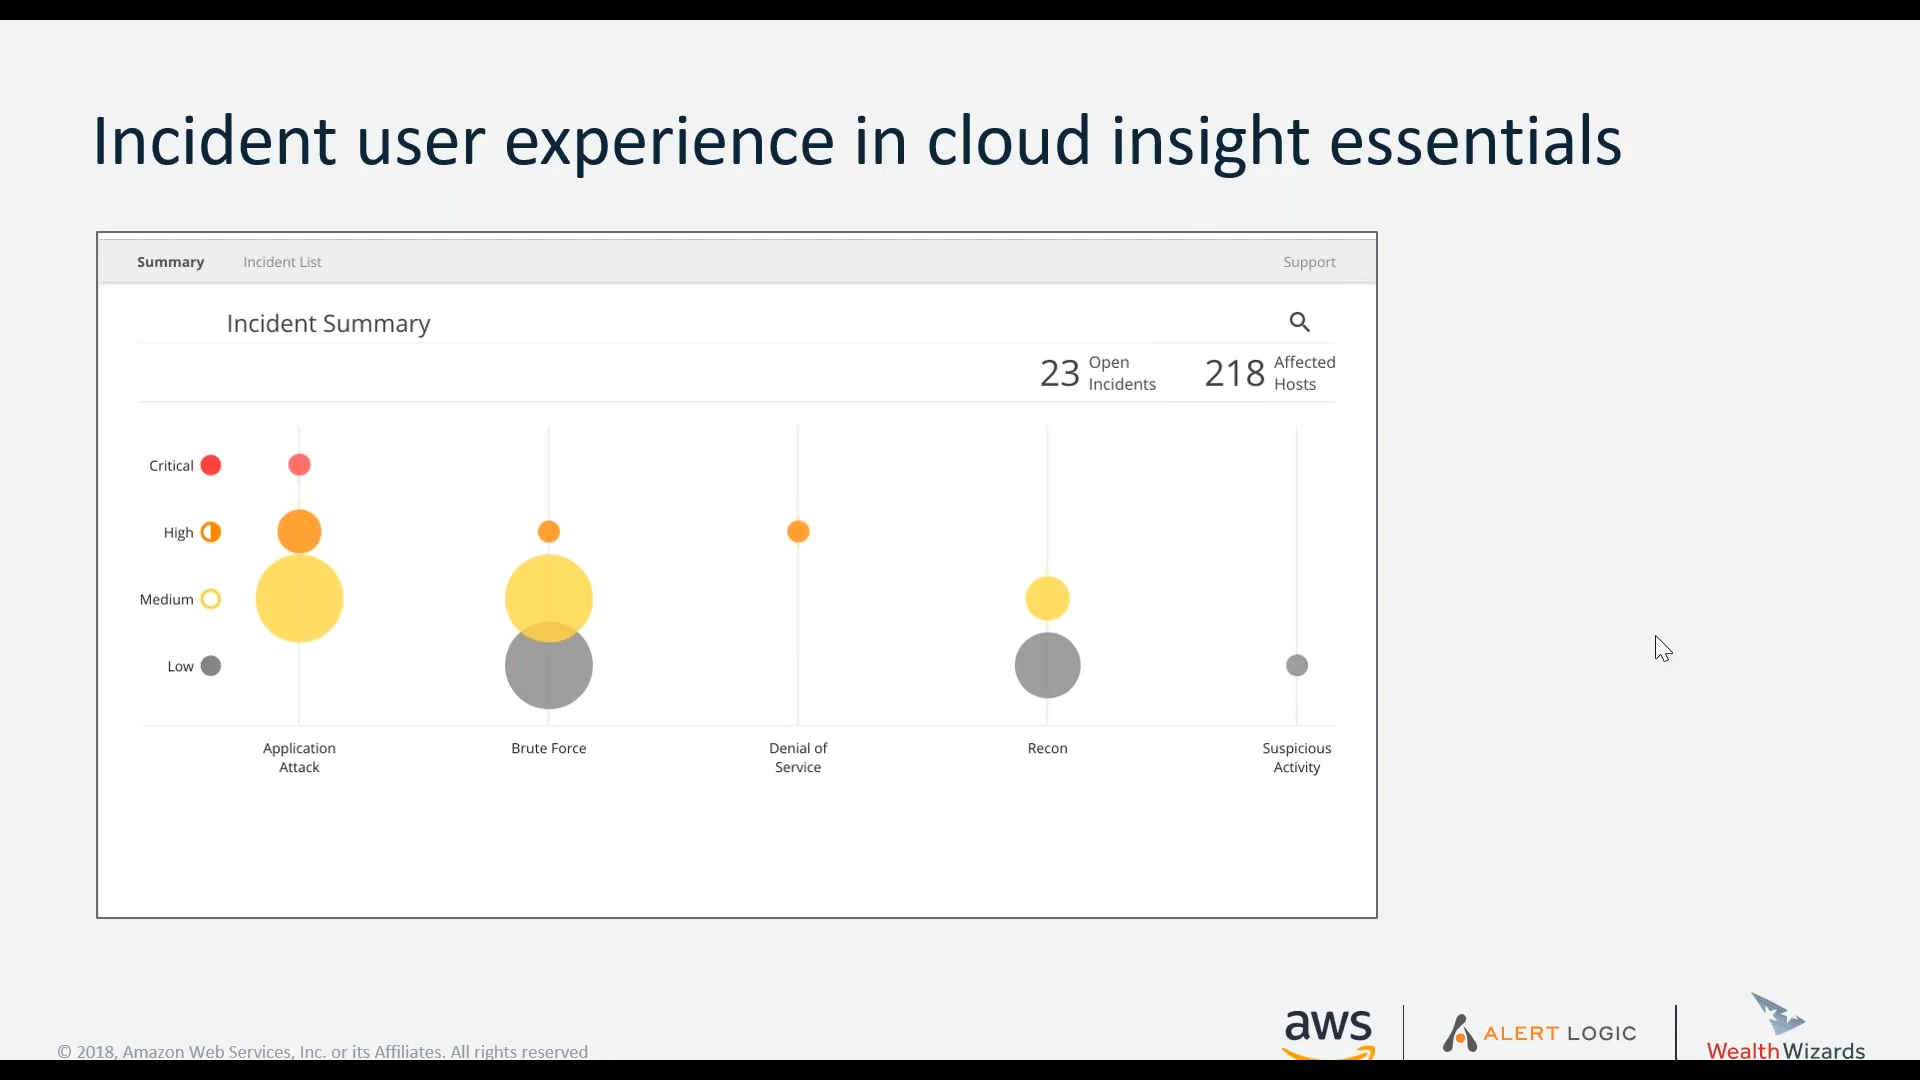 Incident user experience in cloud insight essentials
Summary Incident List Support
Incident Summary
23 Open Incidents 218 Affected Hosts
Critical
High
Medium
Low
Application Attack
Brute Force
Denial of Service
Recon
Suspicious Activity
© 2018, Amazon Web Services, Inc. or its Affiliates. All rights reserved
aws
ALERT LOGIC
WealthWizards